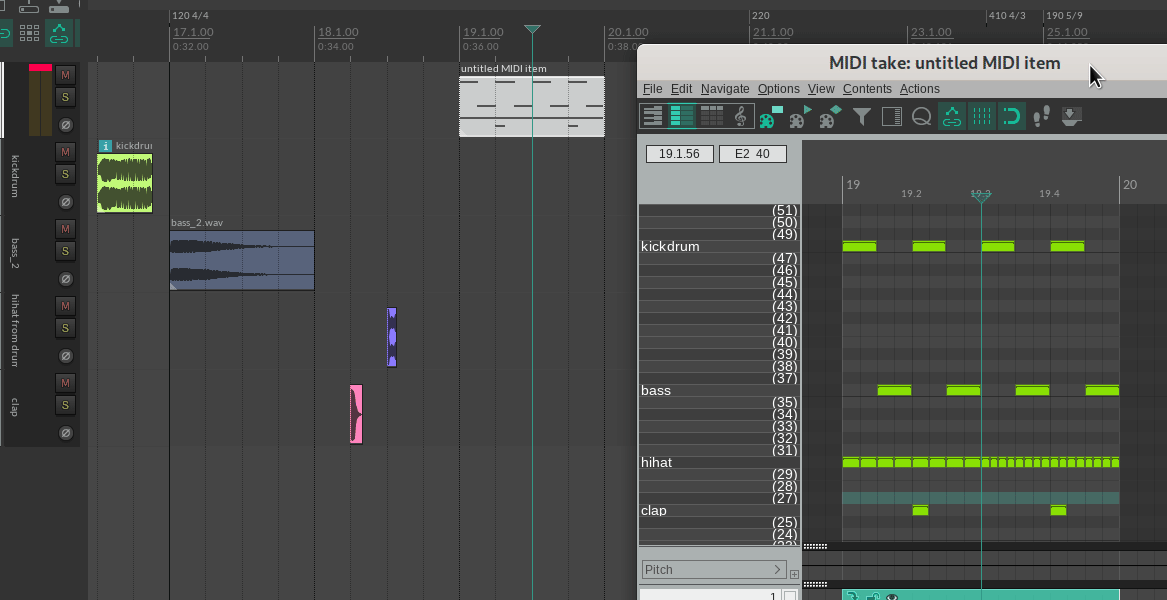 120 4/4
220
410 4/3
190 5/9
17.1.00
0:32.00
18.1.00
0:34.00
19.1.00
0:36.00
20.1.00
0:38.0
21.1.00
23.1.00
25.1.00
untitled MIDI item
M
S
Ø
kickdrum
i kickdru
M
S
Ø
bass_2
bass_2.wav
M
S
Ø
hihat from drum
M
S
Ø
clap
M
S
Ø
MIDI take: untitled MIDI item
File Edit Navigate Options View Contents Actions
19.1.56
E2 40
19
19.2
19.3
19.4
20
(51)
(50)
(49)
kickdrum
(47)
(46)
(45)
(44)
(43)
(42)
(41)
(40)
(39)
(38)
(37)
bass
(35)
(34)
(33)
(32)
(31)
hihat
(29)
(28)
(27)
clap
(25)
(24)
Pitch >
1